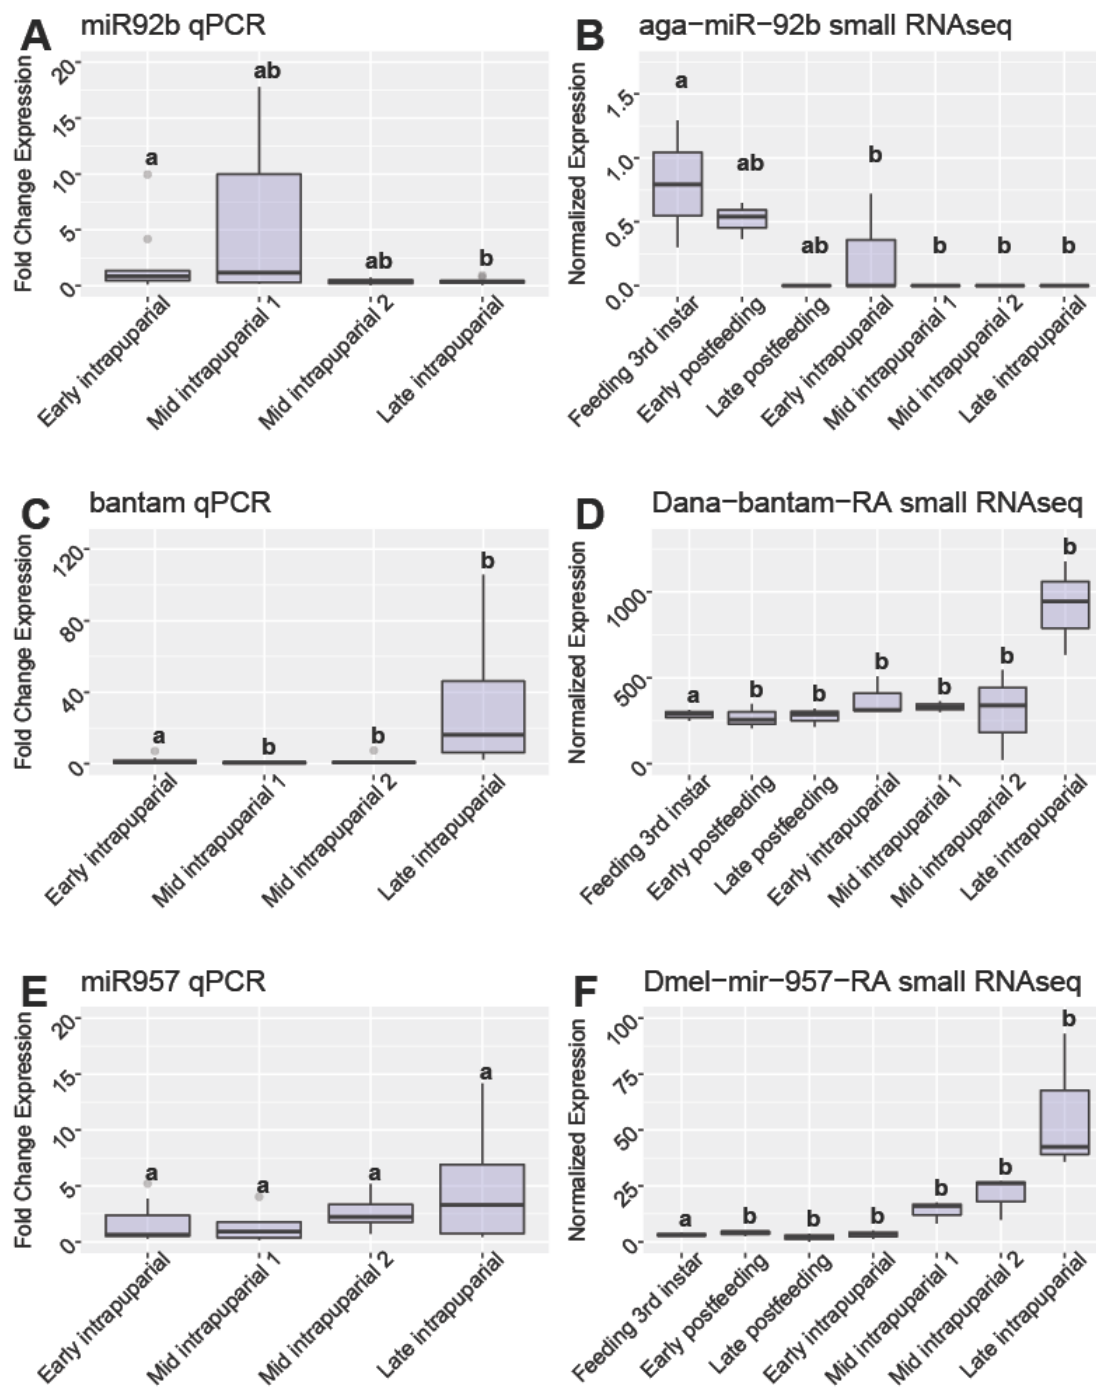 A miR92b qPCR
Fold Change Expression
20
15
10
5
0
a
ab
ab
b
Early intrapuparial
Mid intrapuparial 1
Mid intrapuparial 2
Late intrapuparial
B aga−miR−92b small RNAseq
Normalized Expression
1.5
1.0
0.5
0.0
a
ab
ab
b
b
b
b
Feeding 3rd instar
Early postfeeding
Late postfeeding
Early intrapuparial
Mid intrapuparial 1
Mid intrapuparial 2
Late intrapuparial
C bantam qPCR
Fold Change Expression
120
80
40
0
a
b
b
b
Early intrapuparial
Mid intrapuparial 1
Mid intrapuparial 2
Late intrapuparial
D Dana−bantam−RA small RNAseq
Normalized Expression
1000
500
0
a
b
b
b
b
b
b
Feeding 3rd instar
Early postfeeding
Late postfeeding
Early intrapuparial
Mid intrapuparial 1
Mid intrapuparial 2
Late intrapuparial
E miR957 qPCR
Fold Change Expression
20
15
10
5
0
a
a
a
a
Early intrapuparial
Mid intrapuparial 1
Mid intrapuparial 2
Late intrapuparial
F Dmel−mir−957−RA small RNAseq
Normalized Expression
100
75
50
25
0
a
b
b
b
b
b
b
Feeding 3rd instar
Early postfeeding
Late postfeeding
Early intrapuparial
Mid intrapuparial 1
Mid intrapuparial 2
Late intrapuparial